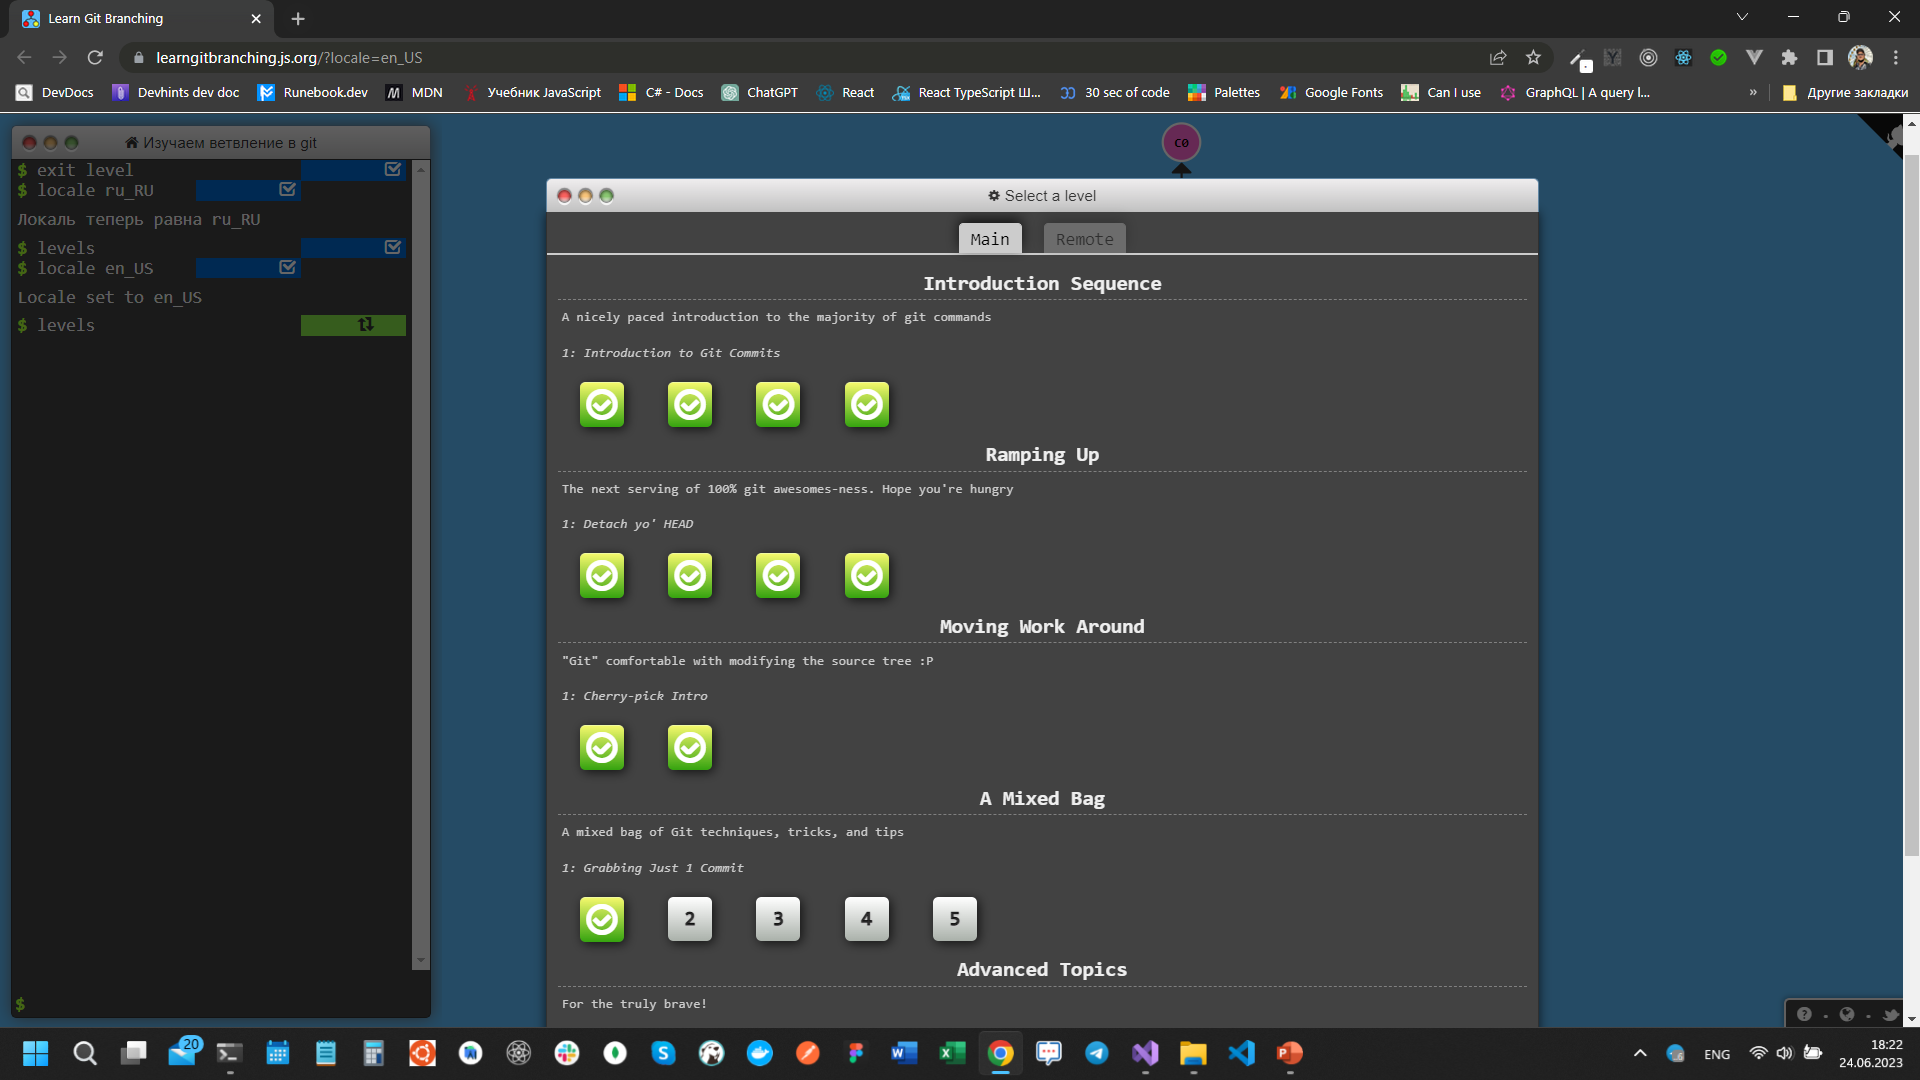 Learn Git Branching
learngitbranching.js.org/?locale=en_US
DevDocs
Devhints dev doc
Runebook.dev
MDN
Учебник JavaScript
C# - Docs
ChatGPT
React
React TypeScript Ш...
30 sec of code
Palettes
Google Fonts
Can I use
GraphQL | A query l...
»
Другие закладки
Изучаем ветвление в git
$ exit level
$ locale ru_RU
Локаль теперь равна ru_RU
$ levels
$ locale en_US
Locale set to en_US
$ levels
$
C0
Select a level
Main
Remote
Introduction Sequence
A nicely paced introduction to the majority of git commands
1: Introduction to Git Commits
Ramping Up
The next serving of 100% git awesomes-ness. Hope you're hungry
1: Detach yo' HEAD
Moving Work Around
"Git" comfortable with modifying the source tree :P
1: Cherry-pick Intro
A Mixed Bag
A mixed bag of Git techniques, tricks, and tips
1: Grabbing Just 1 Commit
2 3 4 5
Advanced Topics
For the truly brave!
20
ENG
18:22
24.06.2023